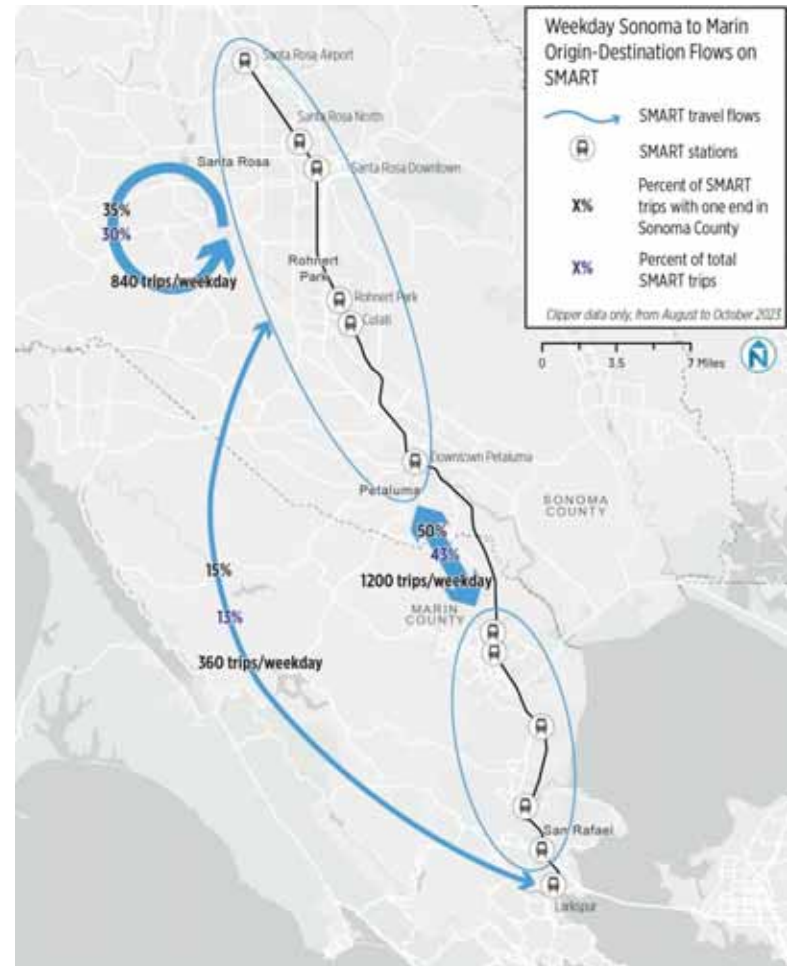 Weekday Sonoma to Marin
Origin-Destination Flows on
SMART
SMART travel flows
SMART stations
X%
Percent of SMART
trips with one end in
Sonoma County
X%
Percent of total
SMART trips
Clipper data only, from August to October 2023
0 3.5 7 Miles
N
Santa Rosa Airport
Santa Rosa North
Santa Rosa
Santa Rosa Downtown
35%
30%
840 trips/weekday
Rohnert
Park
Rohnert Park
Cotati
Downtown Petaluma
Petaluma
SONOMA
COUNTY
50%
43%
1200 trips/weekday
MARIN
COUNTY
15%
13%
360 trips/weekday
San Rafael
Larkspur